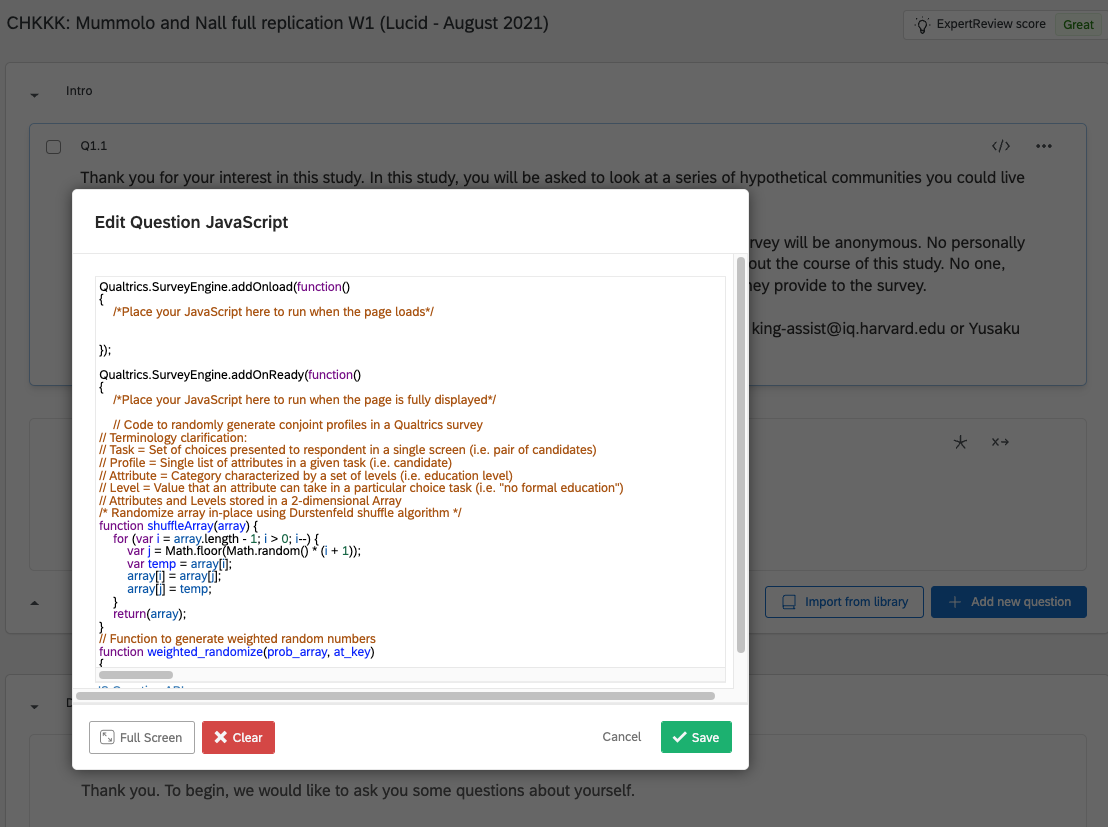 CHKKK: Mummolo and Nall full replication W1 (Lucid - August 2021)
ExpertReview score Great
Intro
Q1.1
Thank you for your interest in this study. In this study, you will be asked to look at a series of hypothetical communities you could live
vey will be anonymous. No personally
out the course of this study. No one,
ey provide to the survey.
king-assist@iq.harvard.edu or Yusaku
Edit Question JavaScript
Qualtrics.SurveyEngine.addOnload(function()
{
/*Place your JavaScript here to run when the page loads*/
});
Qualtrics.SurveyEngine.addOnReady(function()
{
/*Place your JavaScript here to run when the page is fully displayed*/
// Code to randomly generate conjoint profiles in a Qualtrics survey
// Terminology clarification:
// Task = Set of choices presented to respondent in a single screen (i.e. pair of candidates)
// Profile = Single list of attributes in a given task (i.e. candidate)
// Attribute = Category characterized by a set of levels (i.e. education level)
// Level = Value that an attribute can take in a particular choice task (i.e. "no formal education")
// Attributes and Levels stored in a 2-dimensional Array
/* Randomize array in-place using Durstenfeld shuffle algorithm */
function shuffleArray(array) {
for (var i = array.length - 1; i > 0; i--) {
var j = Math.floor(Math.random() * (i + 1));
var temp = array[i];
array[i] = array[j];
array[j] = temp;
}
return(array);
}
// Function to generate weighted random numbers
function weighted_randomize(prob_array, at_key)
{
Import from library
Add new question
Full Screen
Clear
Cancel
Save
Thank you. To begin, we would like to ask you some questions about yourself.